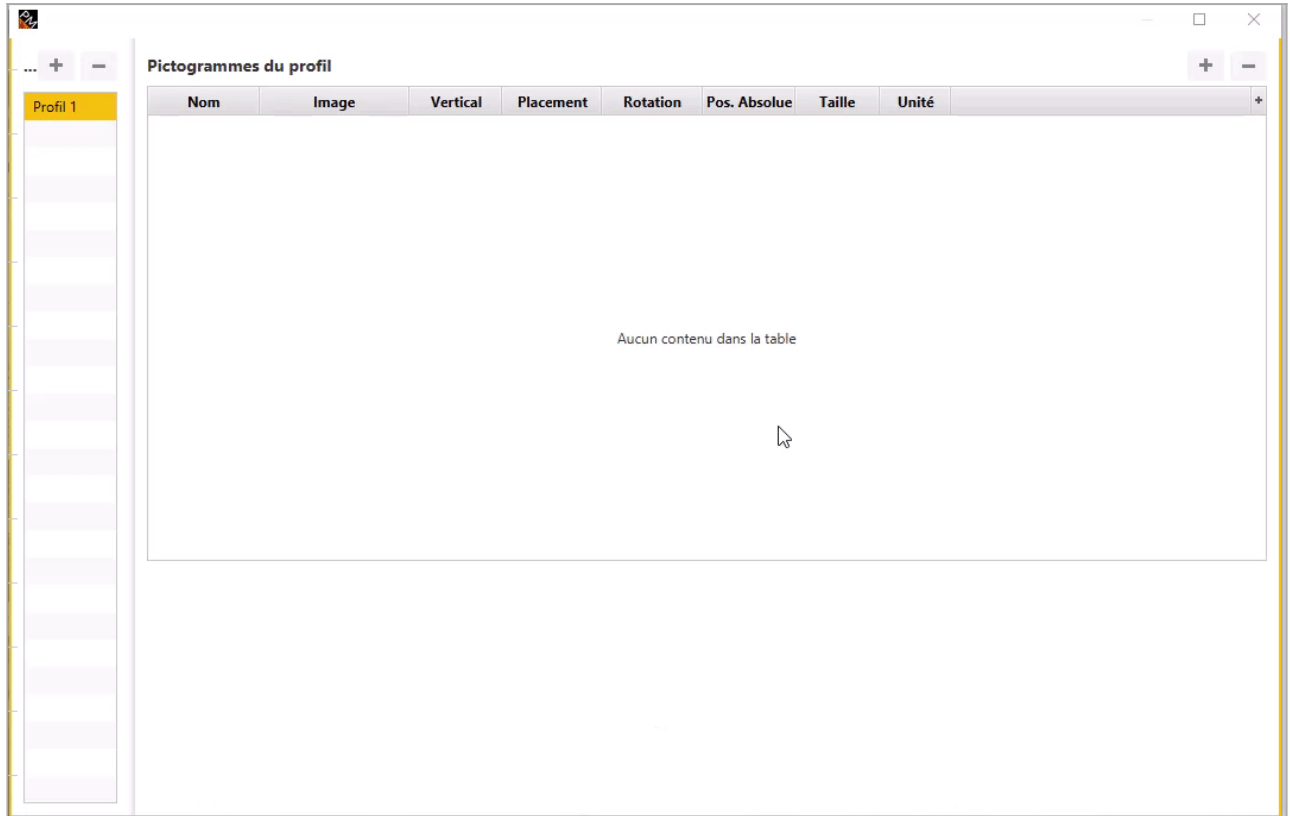 PM
... + −
Pictogrammes du profil + −
Profil 1
Nom Image Vertical Placement Rotation Pos. Absolue Taille Unité +
Aucun contenu dans la table